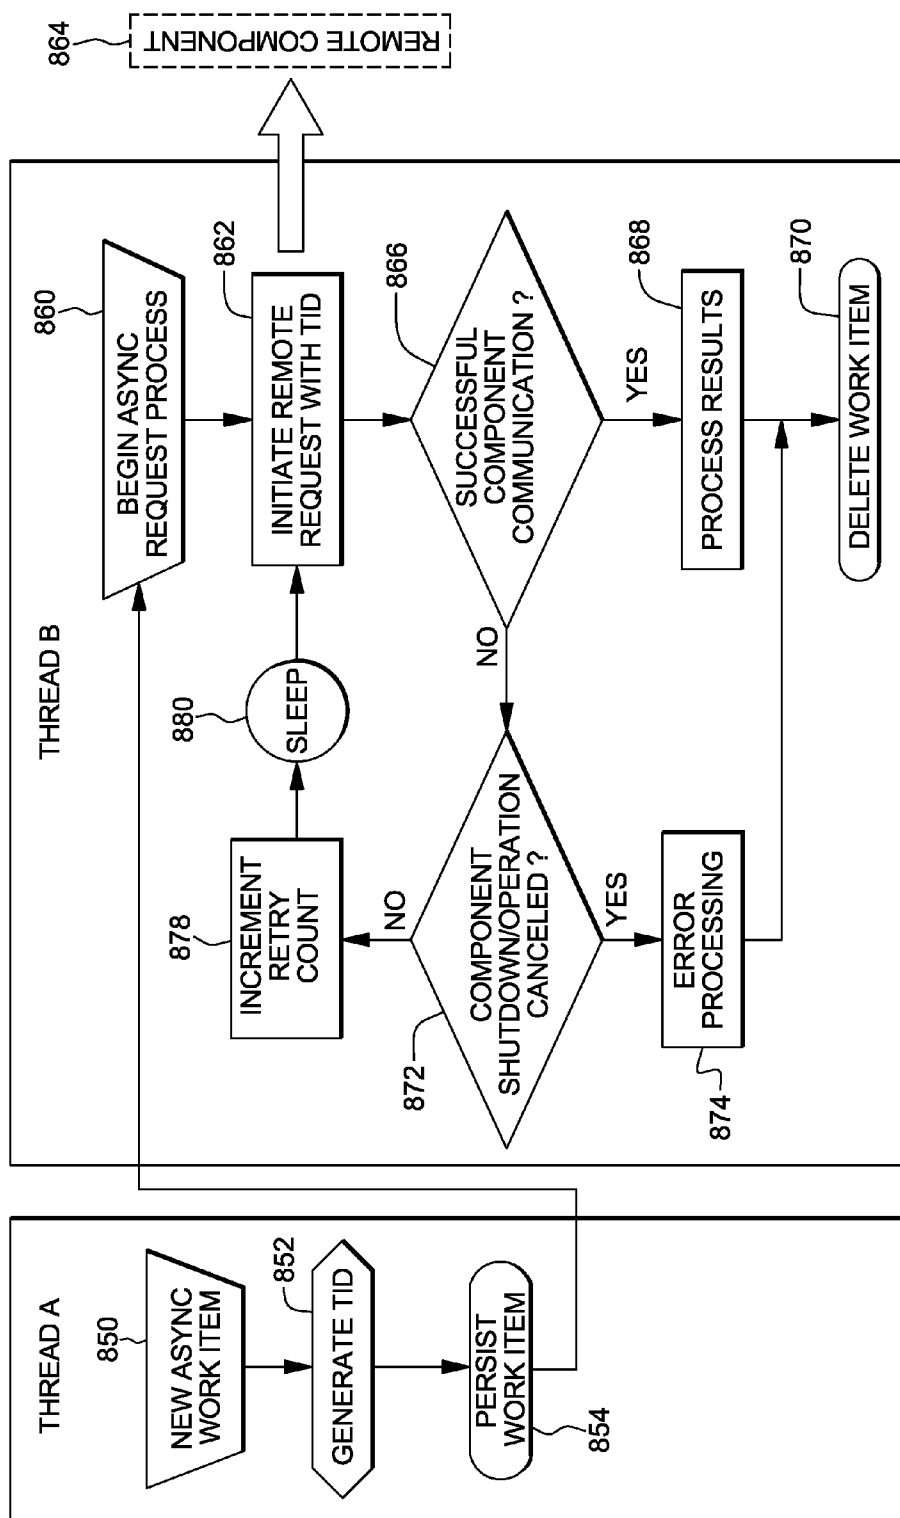 THREAD A
850
NEW ASYNC
WORK ITEM
852
GENERATE TID
PERSIST
WORK ITEM
854
THREAD B
860
BEGIN ASYNC
REQUEST PROCESS
862
INITIATE REMOTE
REQUEST WITH TID
864
REMOTE COMPONENT
866
SUCCESSFUL
COMPONENT
COMMUNICATION ?
YES
NO
868
PROCESS RESULTS
870
DELETE WORK ITEM
872
COMPONENT
SHUTDOWN/OPERATION
CANCELED ?
YES
NO
ERROR
PROCESSING
874
878
INCREMENT
RETRY
COUNT
880
SLEEP